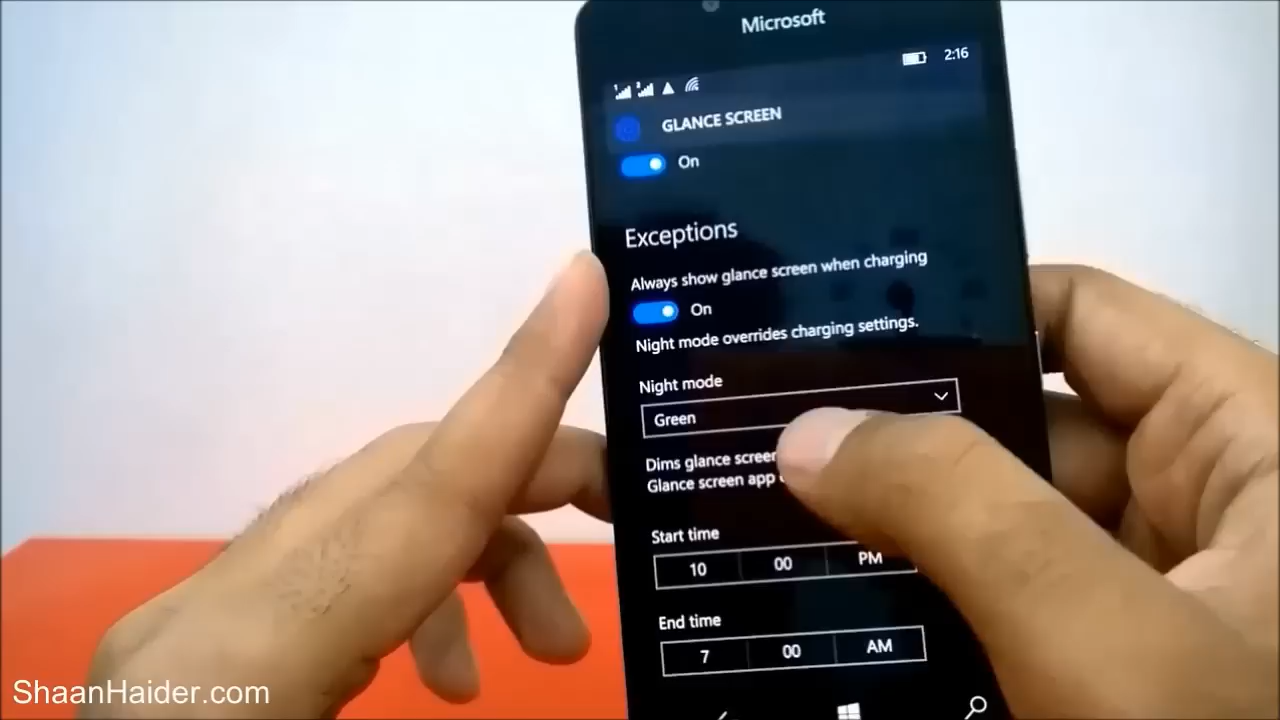 Microsoft
2:16
GLANCE SCREEN
On
Exceptions
Always show glance screen when charging
On
Night mode overrides charging settings.
Night mode
Green
Dims glance screen
Glance screen app
Start time
10 00 PM
End time
7 00 AM
ShaanHaider.com